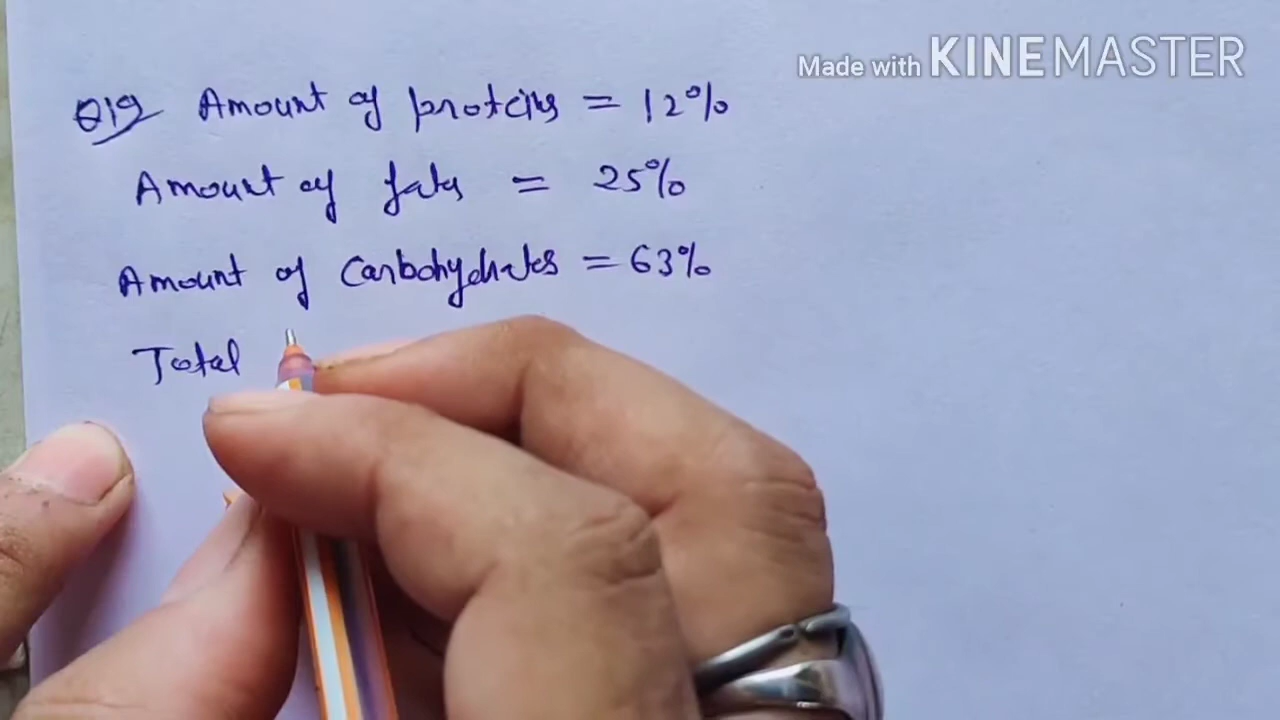 Made with KINEMASTER
Q19 Amount of proteins = 12%
Amount of fats = 25%
Amount of Carbohydrates = 63%
Total